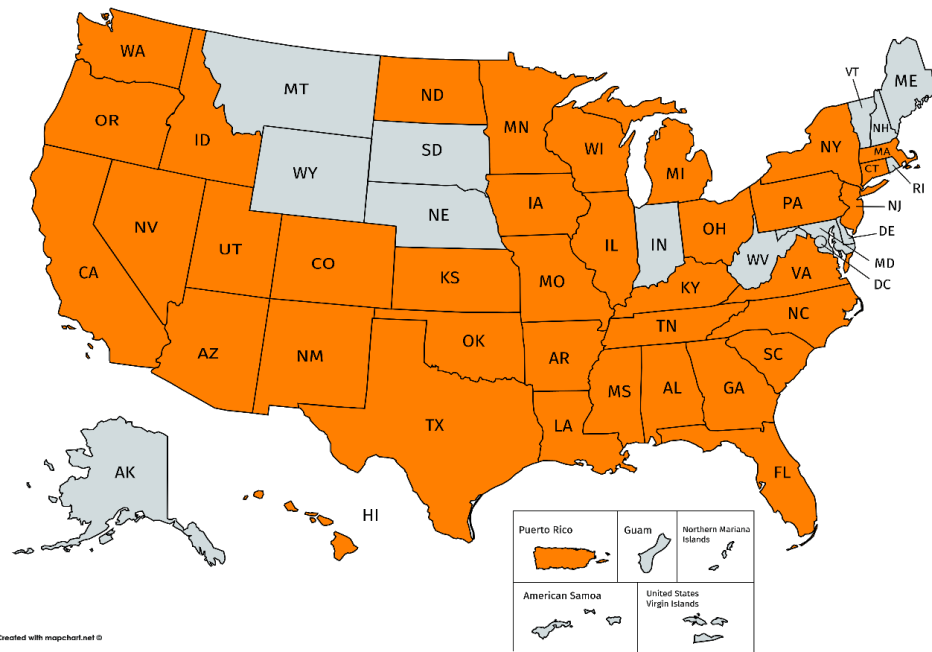 WA
MT
ND
MN
VT
ME
OR
ID
SD
WI
NH
NY
MA
WY
MI
CT
RI
NE
IA
PA
NJ
NV
OH
DE
UT
IL
IN
WV
MD
CA
CO
KS
MO
VA
DC
KY
NC
TN
AZ
NM
OK
AR
SC
MS
AL
GA
TX
LA
AK
FL
HI
Puerto Rico
Guam
Northern Mariana
Islands
American Samoa
United States
Virgin Islands
Created with mapchart.net ©